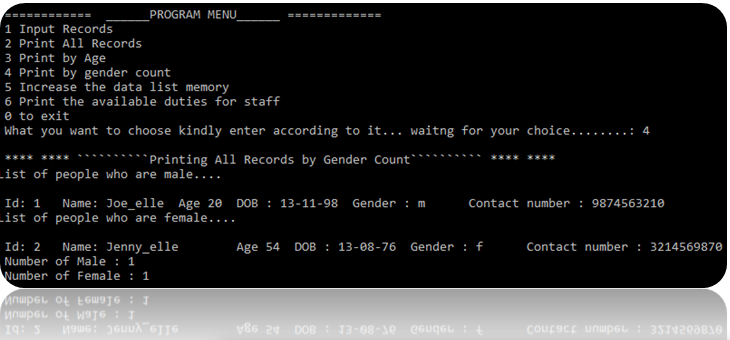 ============  ______PROGRAM MENU______ =============
1 Input Records
2 Print All Records
3 Print by Age
4 Print by gender count
5 Increase the data list memory
6 Print the available duties for staff
0 to exit
What you want to choose kindly enter according to it... waitng for your choice........: 4
**** **** ``````````Printing All Records by Gender Count`````````` **** ****
List of people who are male....
Id: 1   Name: Joe_elle  Age 20  DOB : 13-11-98  Gender : m      Contact number : 9874563210
List of people who are female....
Id: 2   Name: Jenny_elle        Age 54  DOB : 13-08-76  Gender : f      Contact number : 3214569870
Number of Male : 1
Number of Female : 1